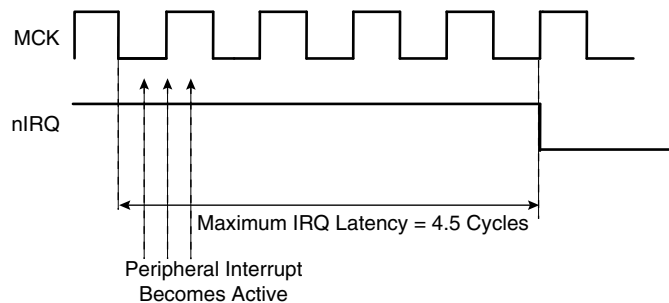 MCK
nIRQ
Maximum IRQ Latency = 4.5 Cycles
Peripheral Interrupt
Becomes Active